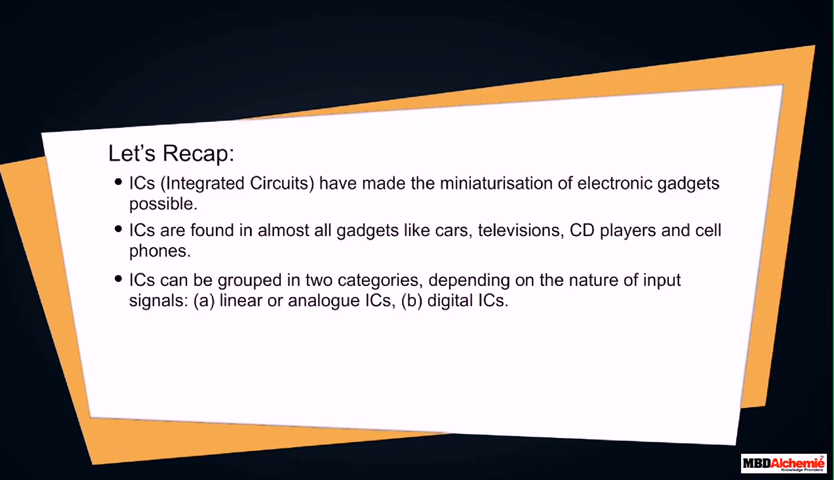 Let's Recap:
• ICs (Integrated Circuits) have made the miniaturisation of electronic gadgets
possible.
• ICs are found in almost all gadgets like cars, televisions, CD players and cell
phones.
• ICs can be grouped in two categories, depending on the nature of input
signals: (a) linear or analogue ICs, (b) digital ICs.
MBDAlchemie
Knowledge Providers